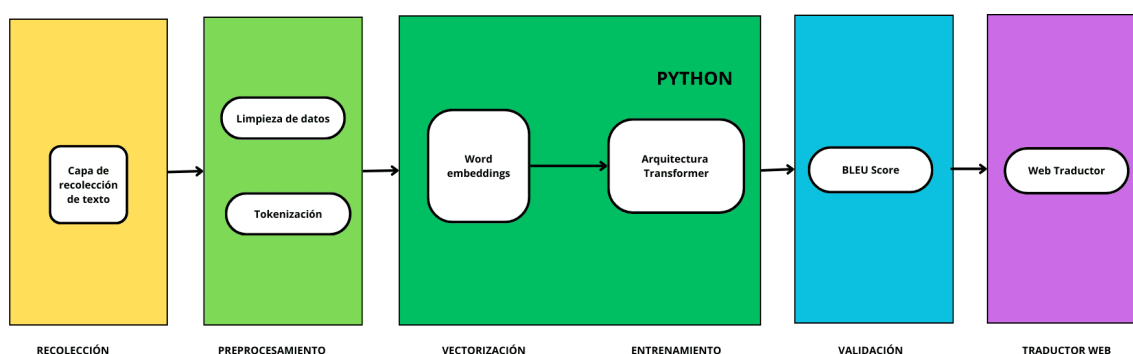 PYTHON
Capa de
recolección
de texto
Limpieza de datos
Tokenización
Word
embeddings
Arquitectura
Transformer
BLEU Score
Web Traductor
RECOLECCIÓN
PREPROCESAMIENTO
VECTORIZACIÓN
ENTRENAMIENTO
VALIDACIÓN
TRADUCTOR WEB